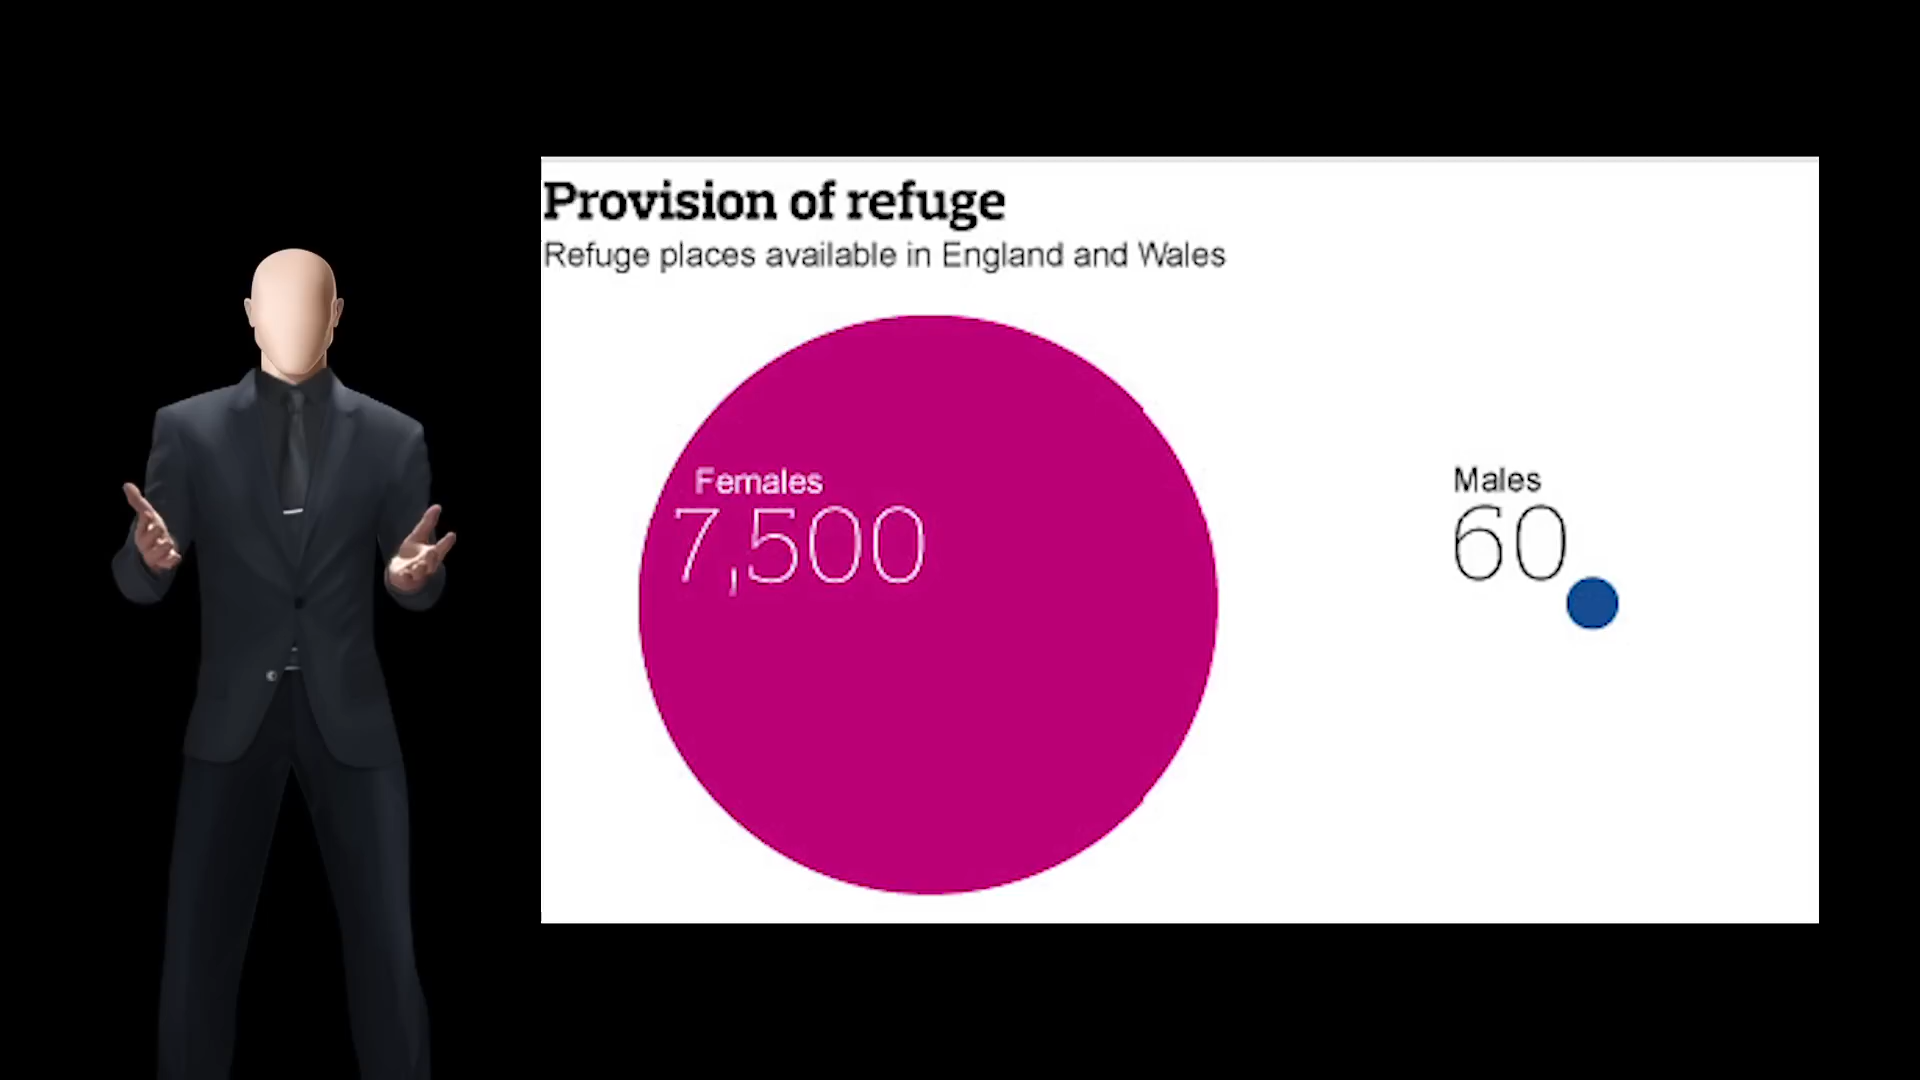 Provision of refuge
Refuge places available in England and Wales
Females
7,500
Males
60